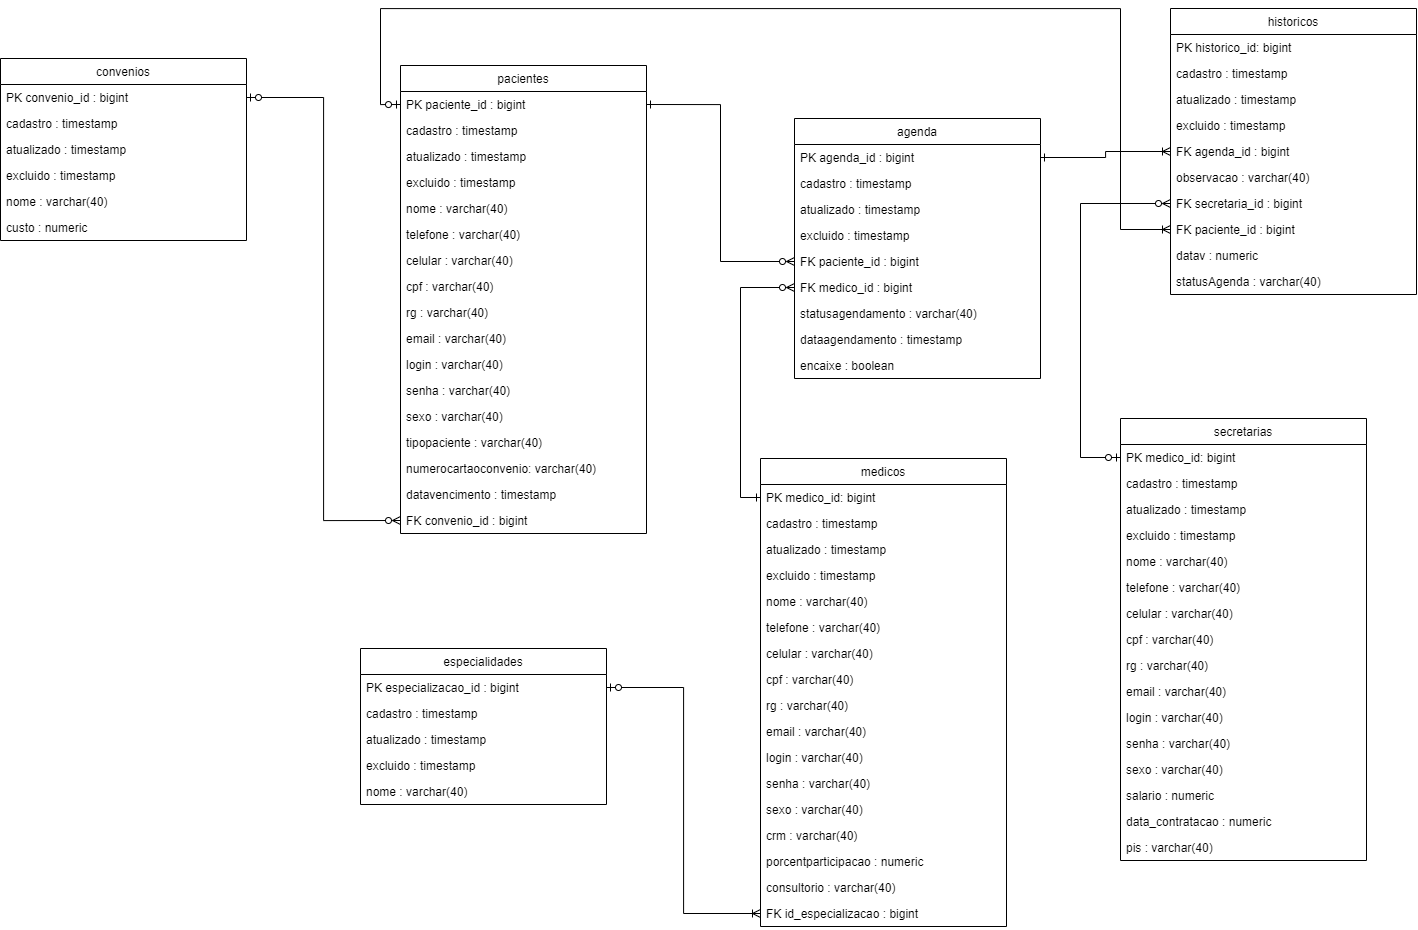 convenios
PK convenio_id : bigint
cadastro : timestamp
atualizado : timestamp
excluido : timestamp
nome : varchar(40)
custo : numeric
pacientes
PK paciente_id : bigint
cadastro : timestamp
atualizado : timestamp
excluido : timestamp
nome : varchar(40)
telefone : varchar(40)
celular : varchar(40)
cpf : varchar(40)
rg : varchar(40)
email : varchar(40)
login : varchar(40)
senha : varchar(40)
sexo : varchar(40)
tipopaciente : varchar(40)
numerocartaoconvenio: varchar(40)
datavencimento : timestamp
FK convenio_id : bigint
agenda
PK agenda_id : bigint
cadastro : timestamp
atualizado : timestamp
excluido : timestamp
FK paciente_id : bigint
FK medico_id : bigint
statusagendamento : varchar(40)
dataagendamento : timestamp
encaixe : boolean
historicos
PK historico_id: bigint
cadastro : timestamp
atualizado : timestamp
excluido : timestamp
FK agenda_id : bigint
observacao : varchar(40)
FK secretaria_id : bigint
FK paciente_id : bigint
datav : numeric
statusAgenda : varchar(40)
especialidades
PK especializacao_id : bigint
cadastro : timestamp
atualizado : timestamp
excluido : timestamp
nome : varchar(40)
medicos
PK medico_id: bigint
cadastro : timestamp
atualizado : timestamp
excluido : timestamp
nome : varchar(40)
telefone : varchar(40)
celular : varchar(40)
cpf : varchar(40)
rg : varchar(40)
email : varchar(40)
login : varchar(40)
senha : varchar(40)
sexo : varchar(40)
crm : varchar(40)
porcentparticipacao : numeric
consultorio : varchar(40)
FK id_especializacao : bigint
secretarias
PK medico_id: bigint
cadastro : timestamp
atualizado : timestamp
excluido : timestamp
nome : varchar(40)
telefone : varchar(40)
celular : varchar(40)
cpf : varchar(40)
rg : varchar(40)
email : varchar(40)
login : varchar(40)
senha : varchar(40)
sexo : varchar(40)
salario : numeric
data_contratacao : numeric
pis : varchar(40)